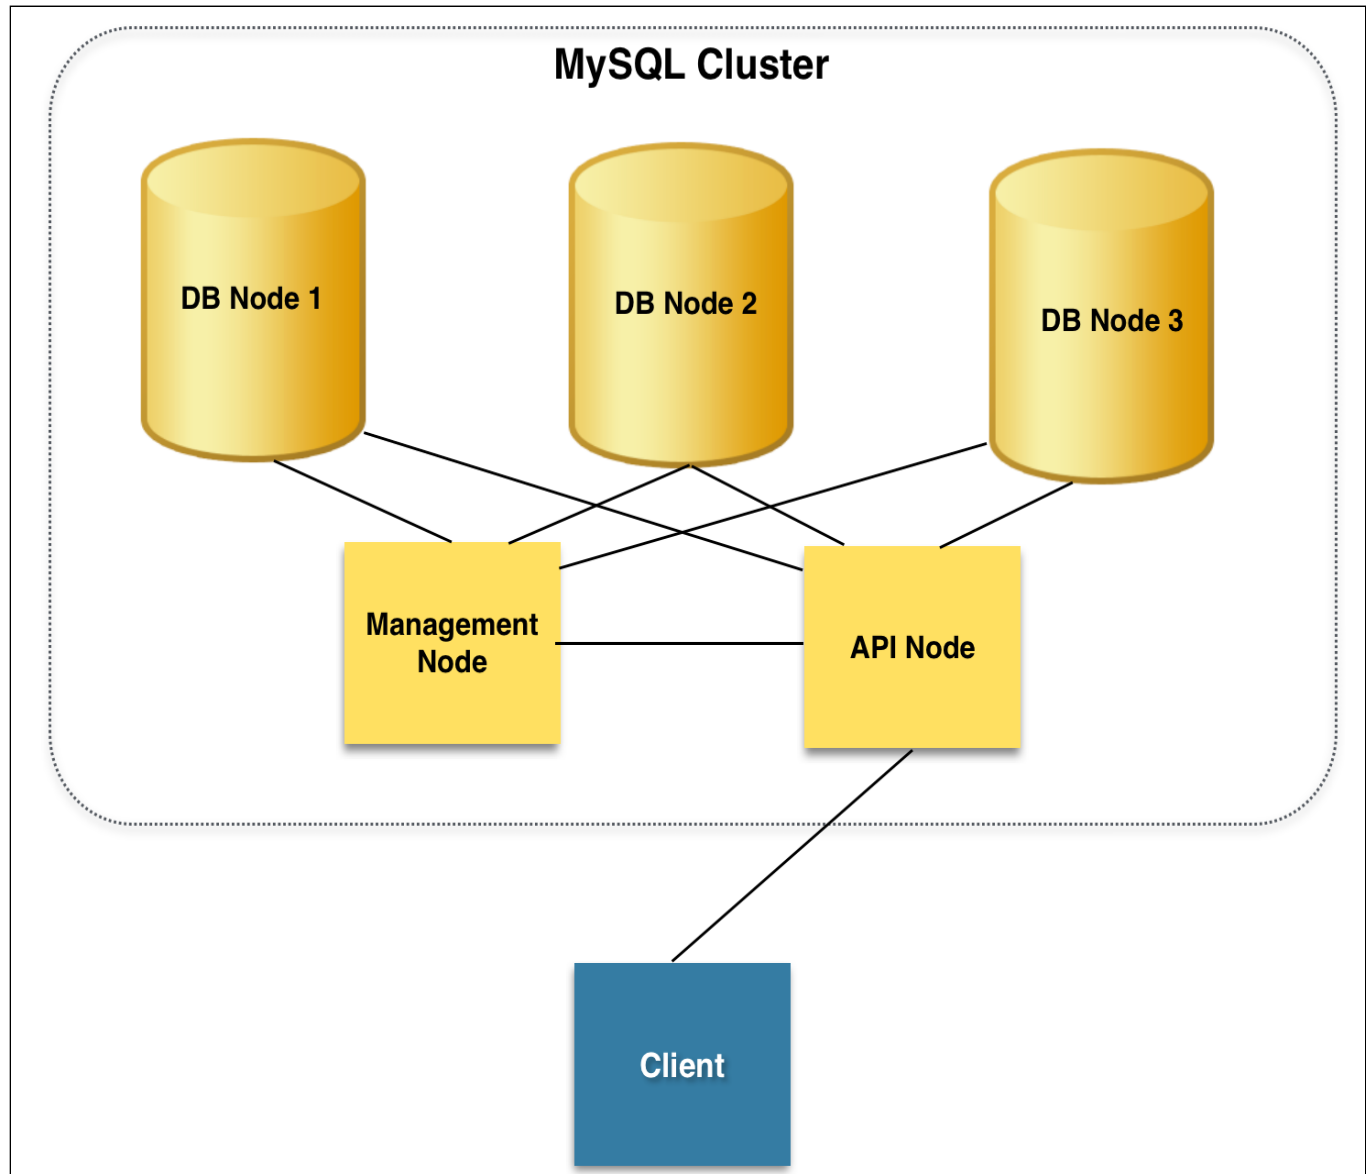 MySQL Cluster
DB Node 1
DB Node 2
DB Node 3
Management
Node
API Node
Client